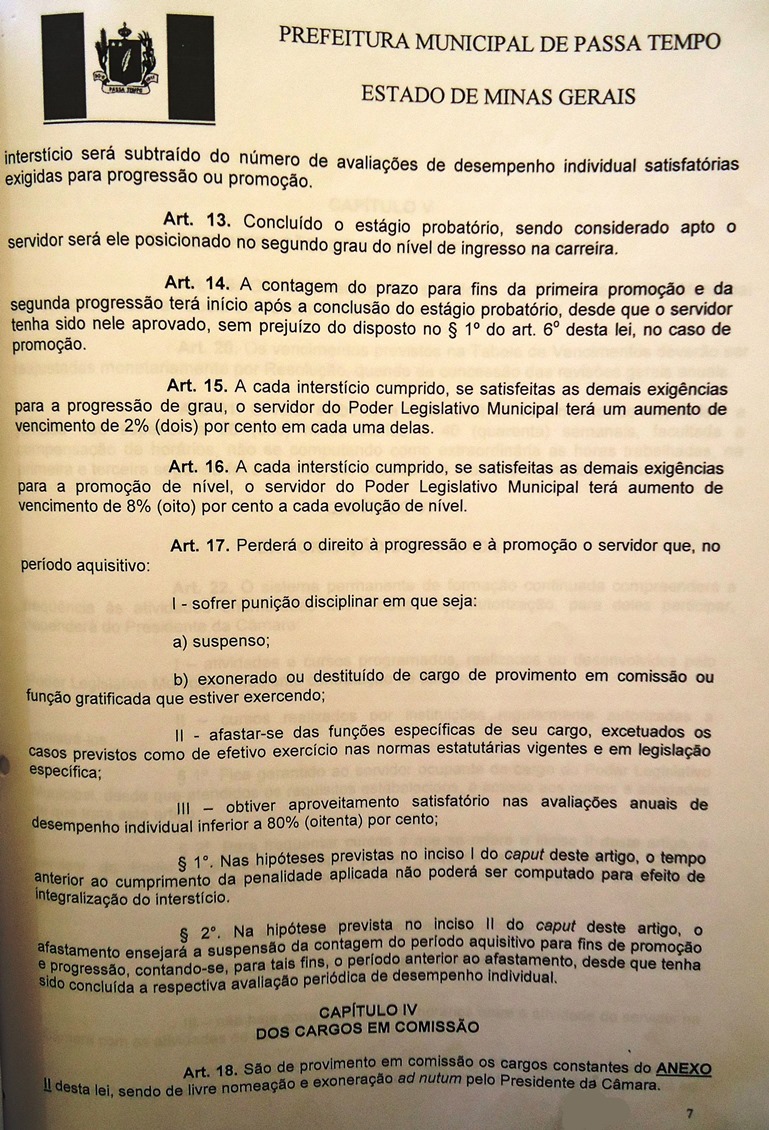 PREFEITURA MUNICIPAL DE PASSA TEMPO
ESTADO DE MINAS GERAIS
PASSA TEMPO
interstício será subtraído do número de avaliações de desempenho individual satisfatórias
exigidas para progressão ou promoção.
Art. 13. Concluído o estágio probatório, sendo considerado apto o
servidor será ele posicionado no segundo grau do nível de ingresso na carreira.
Art. 14. A contagem do prazo para fins da primeira promoção e da
segunda progressão terá início após a conclusão do estágio probatório, desde que o servidor
tenha sido nele aprovado, sem prejuízo do disposto no § 1º do art. 6º desta lei, no caso de
promoção.
Art. 15. A cada interstício cumprido, se satisfeitas as demais exigências
para a progressão de grau, o servidor do Poder Legislativo Municipal terá um aumento de
vencimento de 2% (dois) por cento em cada uma delas.
Art. 16. A cada interstício cumprido, se satisfeitas as demais exigências
para a promoção de nível, o servidor do Poder Legislativo Municipal terá aumento de
vencimento de 8% (oito) por cento a cada evolução de nível.
Art. 17. Perderá o direito à progressão e à promoção o servidor que, no
período aquisitivo:
I - sofrer punição disciplinar em que seja:
a) suspenso;
b) exonerado ou destituído de cargo de provimento em comissão ou
função gratificada que estiver exercendo;
II - afastar-se das funções específicas de seu cargo, excetuados os
casos previstos como de efetivo exercício nas normas estatutárias vigentes e em legislação
específica;
III – obtiver aproveitamento satisfatório nas avaliações anuais de
desempenho individual inferior a 80% (oitenta) por cento;
§ 1º. Nas hipóteses previstas no inciso I do caput deste artigo, o tempo
anterior ao cumprimento da penalidade aplicada não poderá ser computado para efeito de
integralização do interstício.
§ 2º. Na hipótese prevista no inciso II do caput deste artigo, o
afastamento ensejará a suspensão da contagem do período aquisitivo para fins de promoção
e progressão, contando-se, para tais fins, o período anterior ao afastamento, desde que tenha
sido concluída a respectiva avaliação periódica de desempenho individual.
CAPÍTULO IV
DOS CARGOS EM COMISSÃO
Art. 18. São de provimento em comissão os cargos constantes do ANEXO
II desta lei, sendo de livre nomeação e exoneração ad nutum pelo Presidente da Câmara.
7